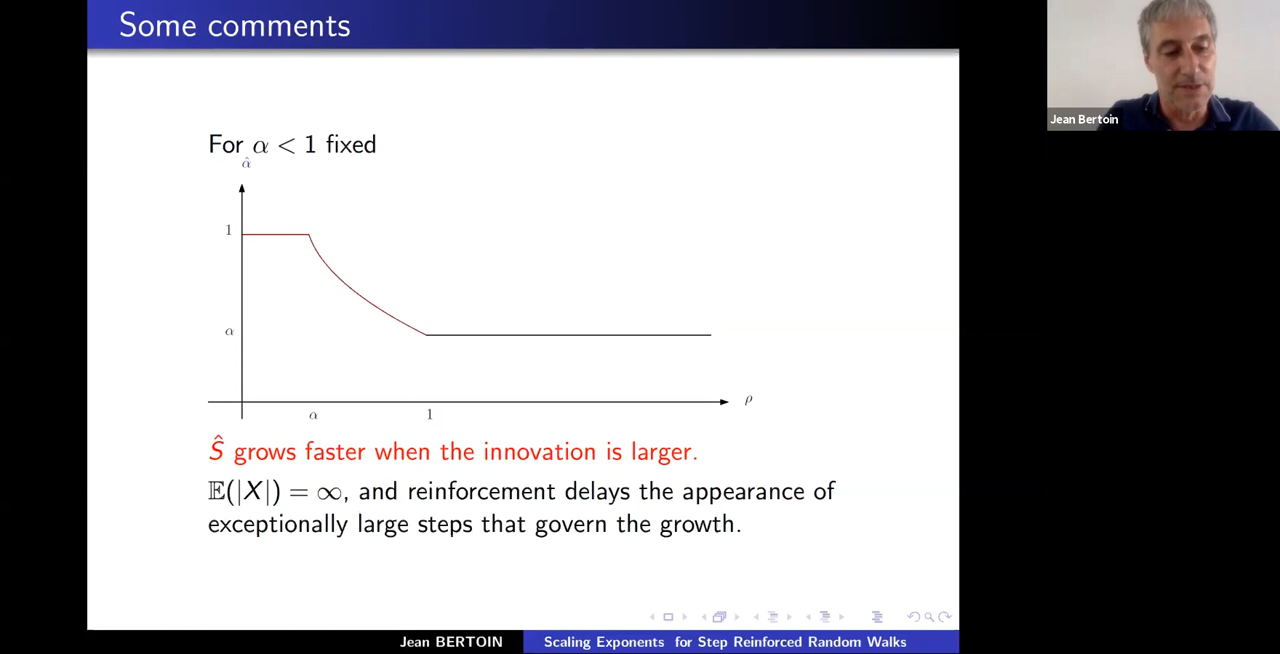 Some comments
Jean Bertoin
For α < 1 fixed
α̂
1
α
ρ
α
1
Ŝ grows faster when the innovation is larger.
𝔼(|X|) = ∞, and reinforcement delays the appearance of
exceptionally large steps that govern the growth.
Jean BERTOIN
Scaling Exponents for Step Reinforced Random Walks